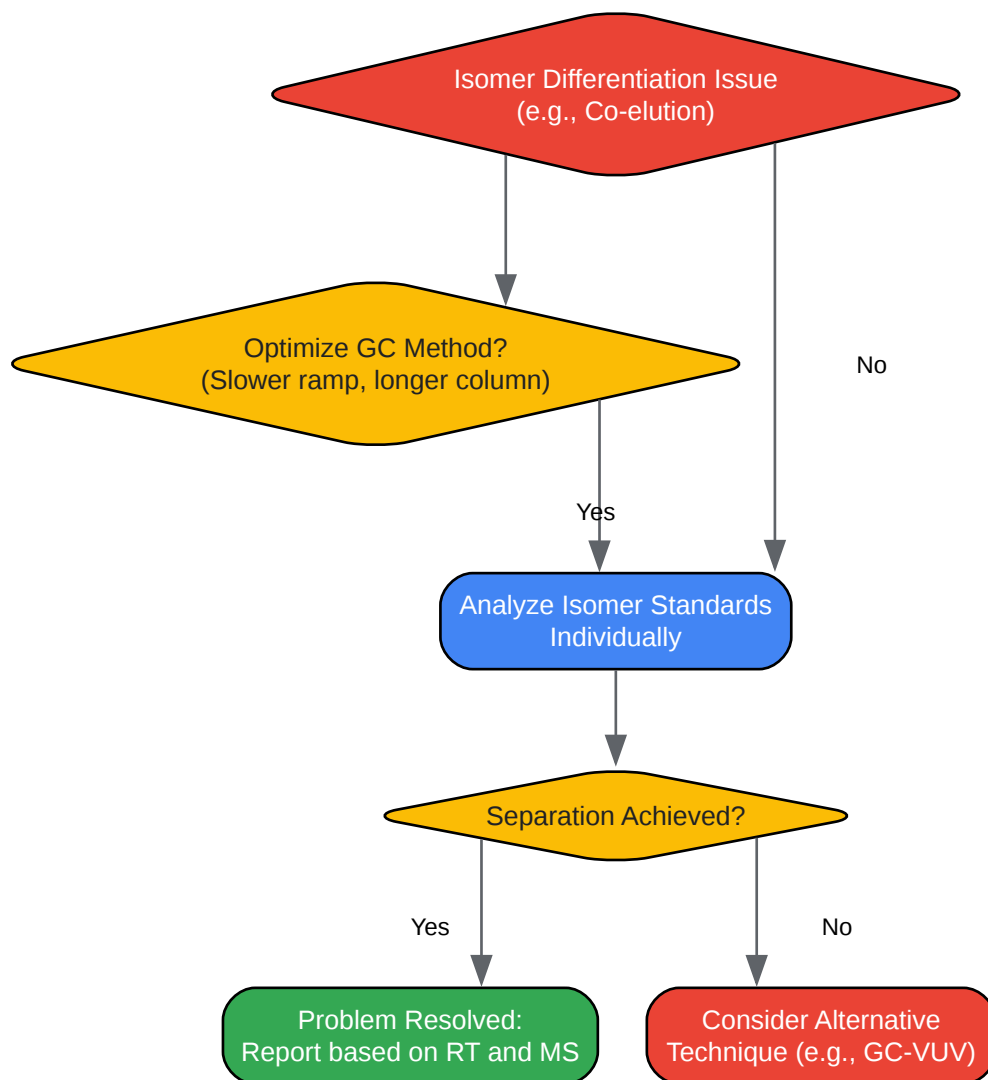 Isomer Differentiation Issue
(e.g., Co-elution)
Optimize GC Method?
(Slower ramp, longer column)
No
Yes
Analyze Isomer Standards
Individually
Separation Achieved?
Yes
No
Problem Resolved:
Report based on RT and MS
Consider Alternative
Technique (e.g., GC-VUV)